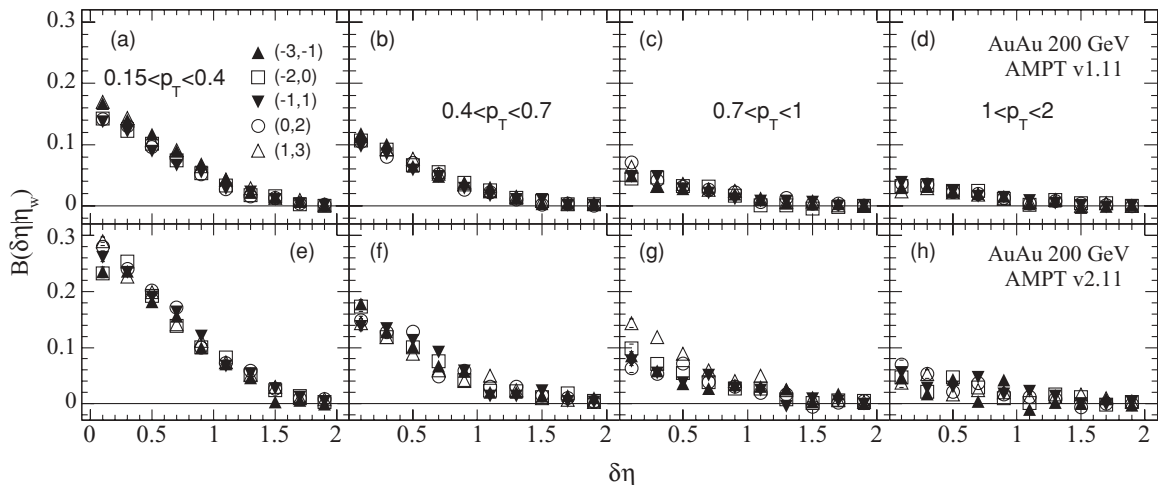 0.3
0.2
0.1
0
(a)
0.15<p_T<0.4
(-3,-1)
(-2,0)
(-1,1)
(0,2)
(1,3)
(b)
0.4<p_T<0.7
(c)
0.7<p_T<1
(d)
AuAu 200 GeV
AMPT v1.11
1<p_T<2
B(δη|η_w)
0.3
0.2
0.1
0
(e)
(f)
(g)
(h)
AuAu 200 GeV
AMPT v2.11
0 0.5 1 1.5 0.5 1 1.5 0.5 1 1.5 0.5 1 1.5 2
δη